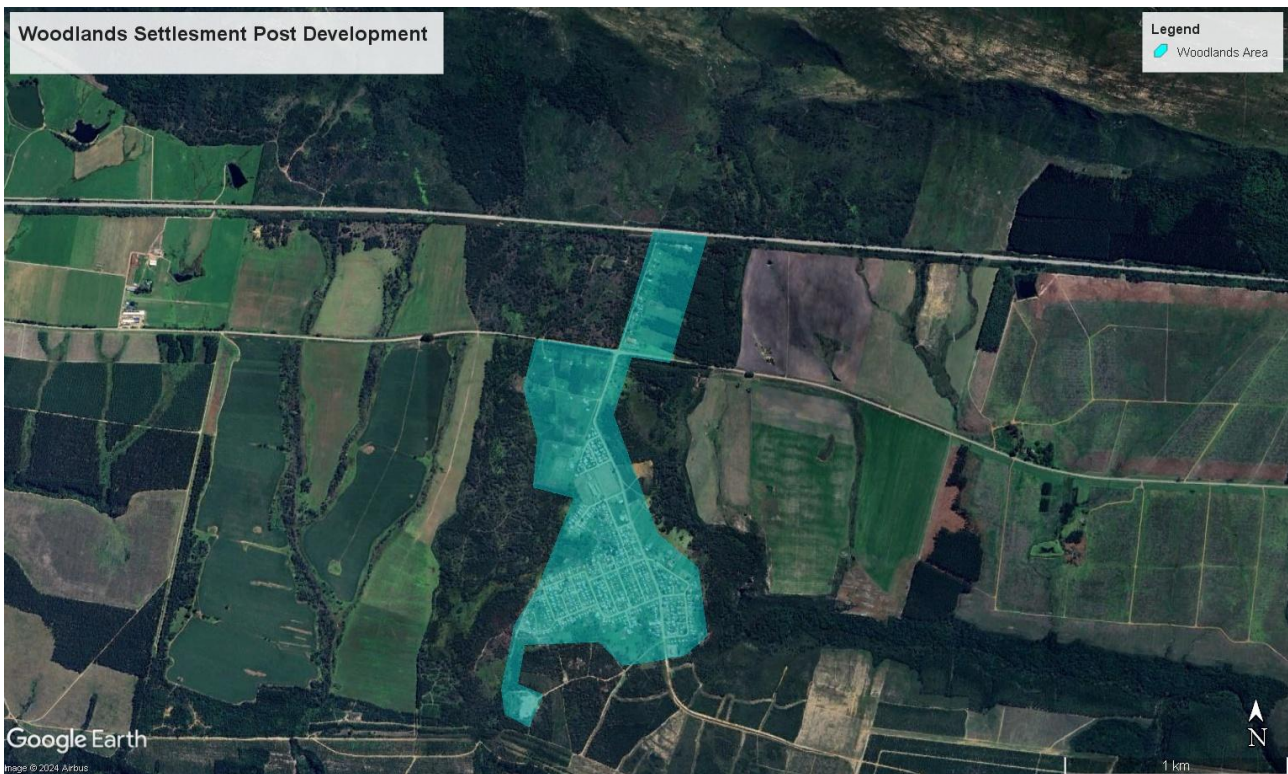 Woodlands Settlesment Post Development
Legend
Woodlands Area
Google Earth
Image © 2024 Airbus
N
1 km